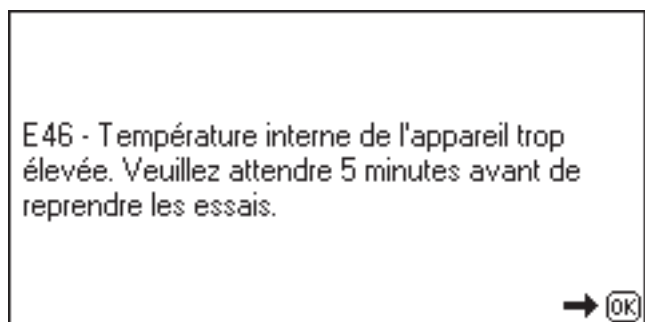 E46 - Température interne de l'appareil trop
élevée. Veuillez attendre 5 minutes avant de
reprendre les essais.
OK